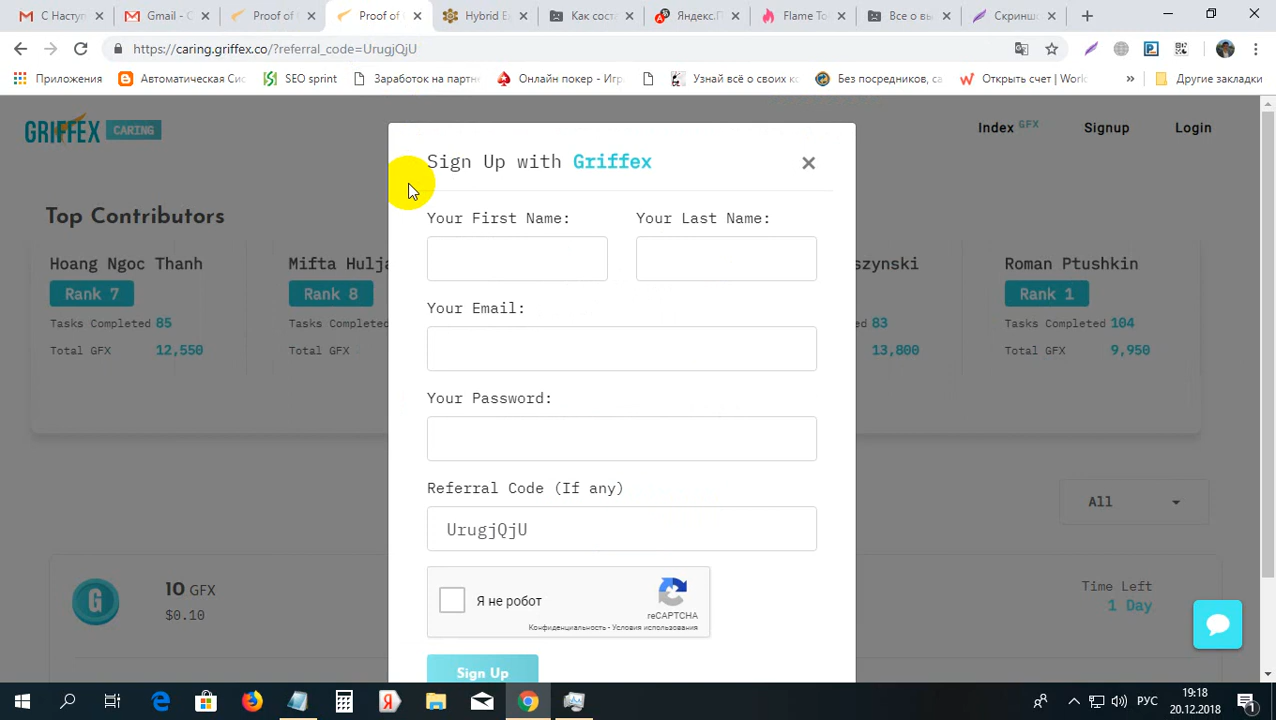 С Наступ
Gmail - С
Proof of
Proof of
Hybrid E
Как сост
Яндекс.П
Flame To
Все о вы
Скринш
https://caring.griffex.co/?referral_code=UrugjQjU
Приложения
Автоматическая Сис
SEO sprint
Заработок на партн
Онлайн покер - Игр
Узнай всё о своих кс
Без посредников, са
Открыть счет | World
»
Другие закладки
GRIFFEX CARING
Index GFX
Signup
Login
Top Contributors
Hoang Ngoc Thanh
Rank 7
Tasks Completed 85
Total GFX 12,550
Mifta Hulja
Rank 8
Tasks Completed
Total GFX
szynski
83
13,800
Roman Ptushkin
Rank 1
Tasks Completed 104
Total GFX 9,950
Sign Up with Griffex
Your First Name:
Your Last Name:
Your Email:
Your Password:
Referral Code (If any)
UrugjQjU
Я не робот
reCAPTCHA
Конфиденциальность - Условия использования
Sign Up
All
10 GFX
$0.10
Time Left
1 Day
РУС
19:18
20.12.2018
1